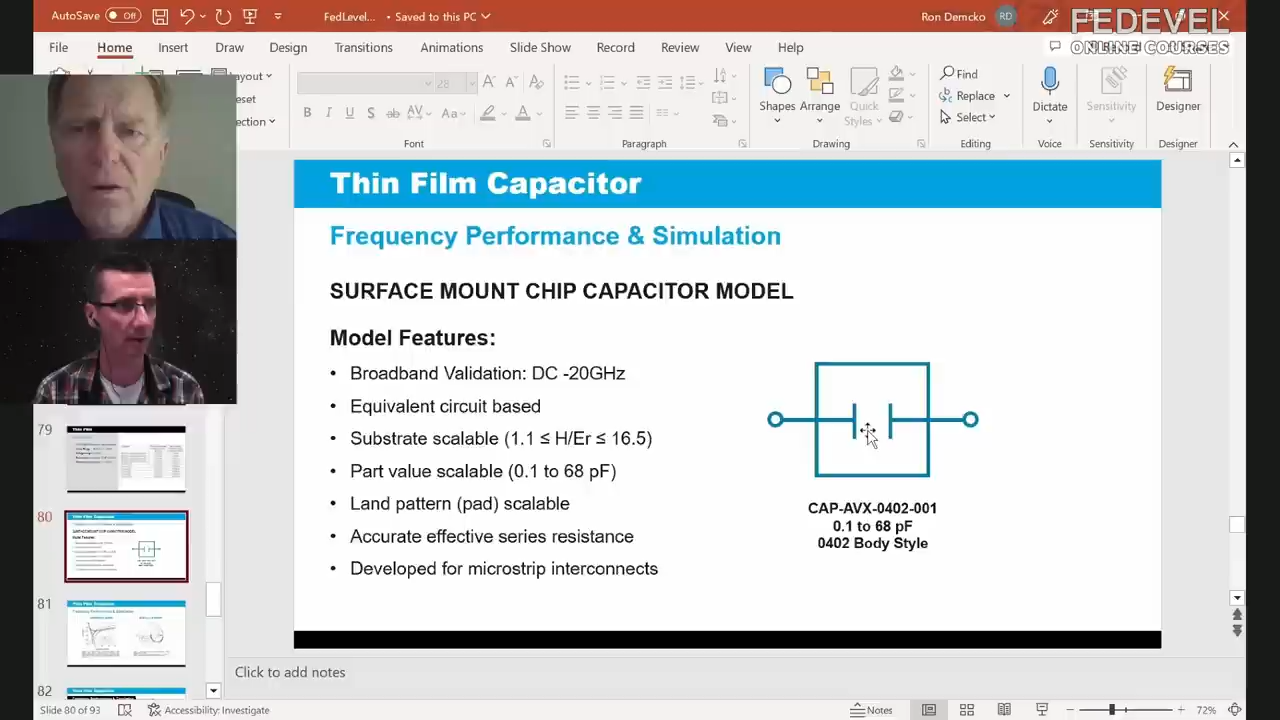 AutoSave Off FedLevel... • Saved to this PC Ron Demcko RD
FEDEVEL
ONLINE COURSES
File Home Insert Draw Design Transitions Animations Slide Show Record Review View Help
28
Shapes Arrange Quick Styles
Find
Replace
Select
Dictate
Sensitivity
Designer
Font Paragraph Drawing Editing Voice Sensitivity Designer
Thin Film Capacitor
Frequency Performance & Simulation
SURFACE MOUNT CHIP CAPACITOR MODEL
Model Features:
• Broadband Validation: DC -20GHz
• Equivalent circuit based
• Substrate scalable (1.1 ≤ H/Er ≤ 16.5)
• Part value scalable (0.1 to 68 pF)
• Land pattern (pad) scalable
• Accurate effective series resistance
• Developed for microstrip interconnects
CAP-AVX-0402-001
0.1 to 68 pF
0402 Body Style
79
80
81
82
Click to add notes
Slide 80 of 93 Accessibility: Investigate Notes 72%